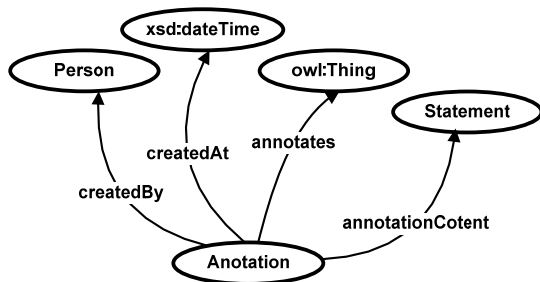 xsd:dateTime
Person
owl:Thing
Statement
createdAt
annotates
createdBy
annotationCotent
Anotation